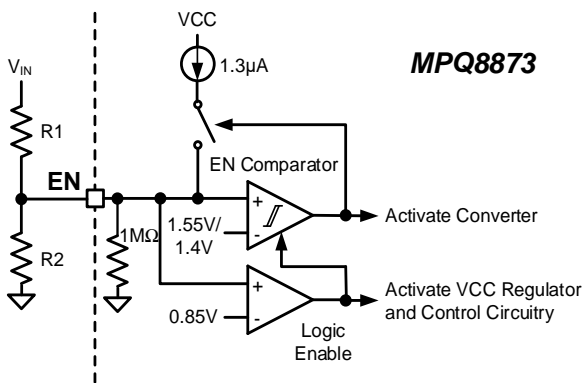 VCC
MPQ8873
1.3µA
VIN
R1
EN Comparator
EN
+
1.55V/
1.4V
-
Activate Converter
1MΩ
R2
+
Activate VCC Regulator
and Control Circuitry
0.85V
-
Logic
Enable